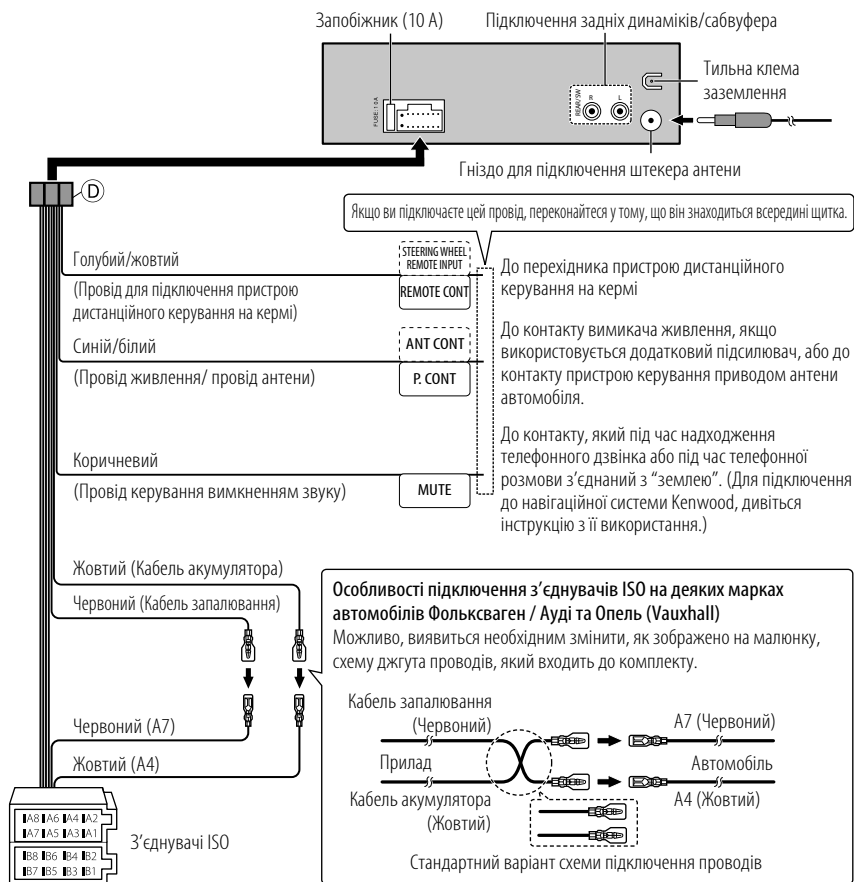 Запобіжник (10 А)
Підключення задніх динаміків/сабвуфера
Тильна клема
заземлення
FUSE: 10A
REAR/SW
R
L
Гніздо для підключення штекера антени
D
Якщо ви підключаєте цей провід, переконайтеся у тому, що він знаходиться всередині щитка.
Голубий/жовтий
(Провід для підключення пристрою
дистанційного керування на кермі)
STEERING WHEEL
REMOTE INPUT
REMOTE CONT
До перехідника пристрою дистанційного
керування на кермі
Синій/білий
(Провід живлення/ провід антени)
ANT CONT
P. CONT
До контакту вимикача живлення, якщо
використовується додатковий підсилювач, або до
контакту пристрою керування приводом антени
автомобіля.
Коричневий
(Провід керування вимкненням звуку)
MUTE
До контакту, який під час надходження
телефонного дзвінка або під час телефонної
розмови з’єднаний з “землею”. (Для підключення
до навігаційної системи Kenwood, дивіться
інструкцію з її використання.)
Жовтий (Кабель акумулятора)
Червоний (Кабель запалювання)
Червоний (A7)
Жовтий (A4)
A8 A6 A4 A2
A7 A5 A3 A1
B8 B6 B4 B2
B7 B5 B3 B1
З’єднувачі ISO
Особливості підключення з’єднувачів ISO на деяких марках
автомобілів Фольксваген / Ауді та Опель (Vauxhall)
Можливо, виявиться необхідним змінити, як зображено на малюнку,
схему джгута проводів, який входить до комплекту.
Кабель запалювання
(Червоний)
A7 (Червоний)
Прилад
Автомобіль
Кабель акумулятора
(Жовтий)
A4 (Жовтий)
Стандартний варіант схеми підключення проводів